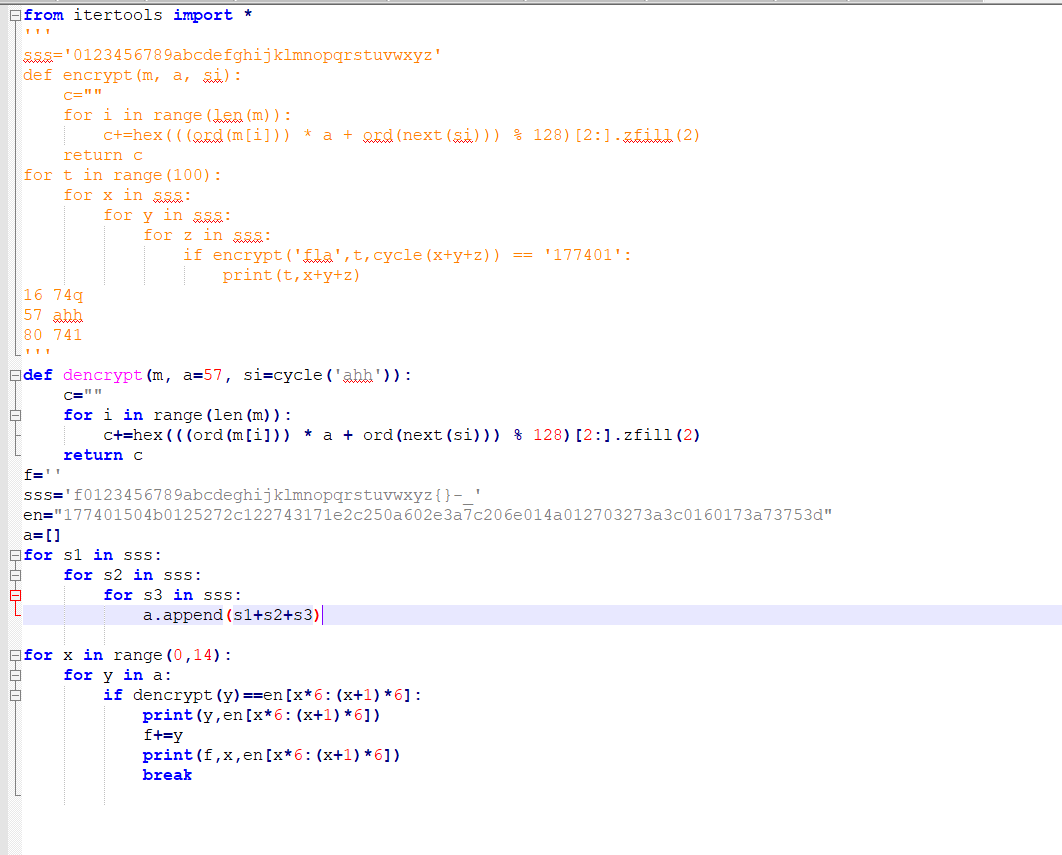 from itertools import *
'''
sss='0123456789abcdefghijklmnopqrstuvwxyz'
def encrypt(m, a, si):
    c=""
    for i in range(len(m)):
        c+=hex(((ord(m[i])) * a + ord(next(si))) % 128)[2:].zfill(2)
    return c
for t in range(100):
    for x in sss:
        for y in sss:
            for z in sss:
                if encrypt('fla',t,cycle(x+y+z)) == '177401':
                    print(t,x+y+z)
16 74q
57 ahh
80 741
'''
def dencrypt(m, a=57, si=cycle('ahh')):
    c=""
    for i in range(len(m)):
        c+=hex(((ord(m[i])) * a + ord(next(si))) % 128)[2:].zfill(2)
    return c
f=''
sss='f0123456789abcdeghijklmnopqrstuvwxyz{}-_'
en="177401504b0125272c122743171e2c250a602e3a7c206e014a012703273a3c0160173a73753d"
a=[]
for s1 in sss:
    for s2 in sss:
        for s3 in sss:
            a.append(s1+s2+s3)
for x in range(0,14):
    for y in a:
        if dencrypt(y)==en[x*6:(x+1)*6]:
            print(y,en[x*6:(x+1)*6])
            f+=y
            print(f,x,en[x*6:(x+1)*6])
            break